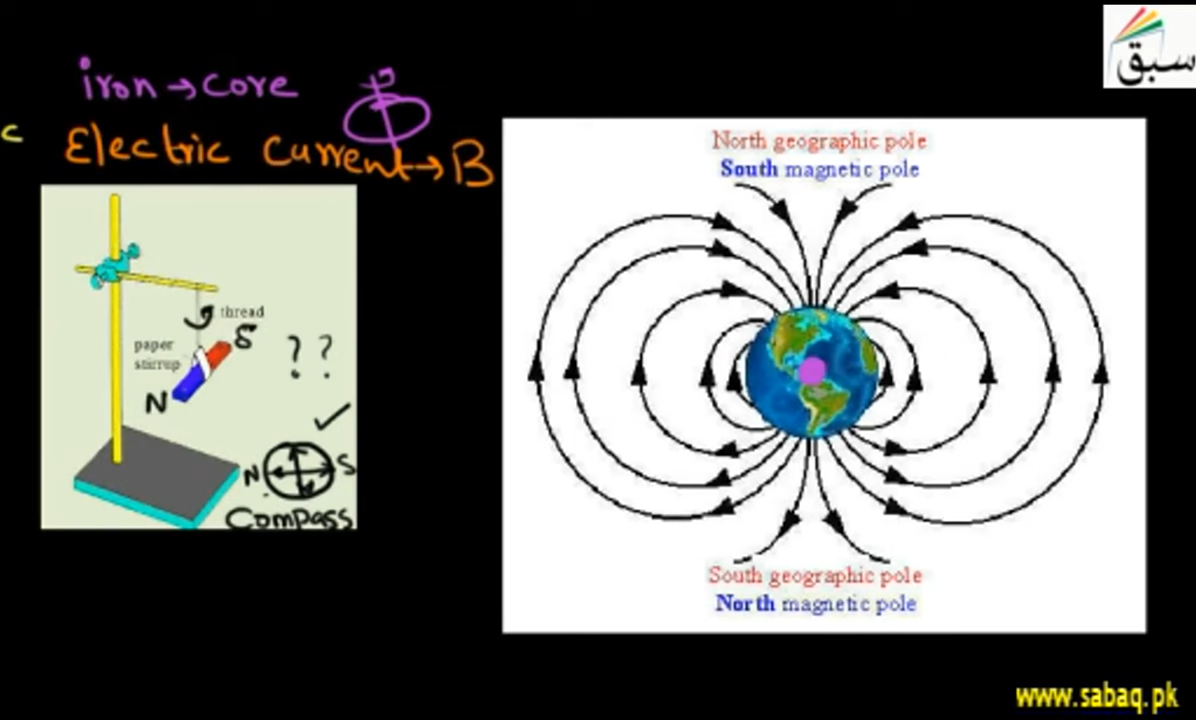 سبق
iron → core
c Electric Current → B
North geographic pole
South magnetic pole
thread
S
paper
stirrup
? ?
N
N S
Compass
South geographic pole
North magnetic pole
www.sabaq.pk